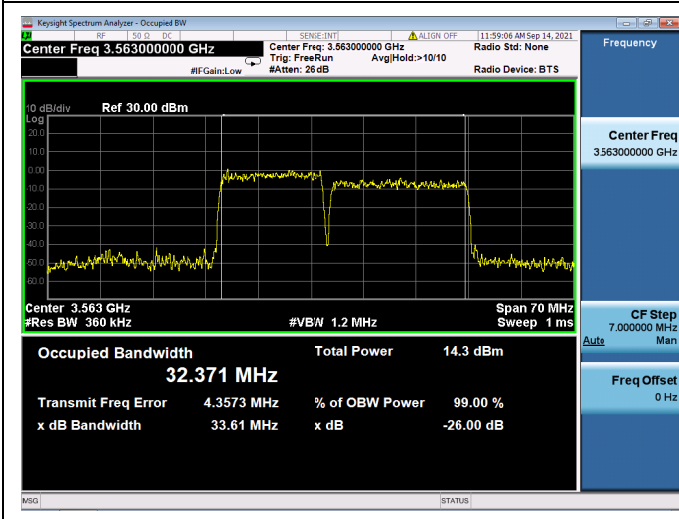 Keysight Spectrum Analyzer - Occupied BW
RF 50 Ω DC SENSE:INT ALIGN OFF 11:59:06 AM Sep 14, 2021
Center Freq 3.563000000 GHz
Center Freq: 3.563000000 GHz
Radio Std: None
Trig: FreeRun Avg|Hold:>10/10
#IFGain:Low
#Atten: 26 dB
Radio Device: BTS
10 dB/div Ref 30.00 dBm
Log
20.0
10.0
0.00
-10.0
-20.0
-30.0
-40.0
-50.0
-60.0
Center 3.563 GHz
Span 70 MHz
#Res BW 360 kHz
#VBW 1.2 MHz
Sweep 1 ms
Occupied Bandwidth
Total Power 14.3 dBm
32.371 MHz
Transmit Freq Error 4.3573 MHz
% of OBW Power 99.00 %
x dB Bandwidth 33.61 MHz
x dB -26.00 dB
MSG
STATUS
Frequency
Center Freq
3.563000000 GHz
CF Step
7.000000 MHz
Auto Man
Freq Offset
0 Hz